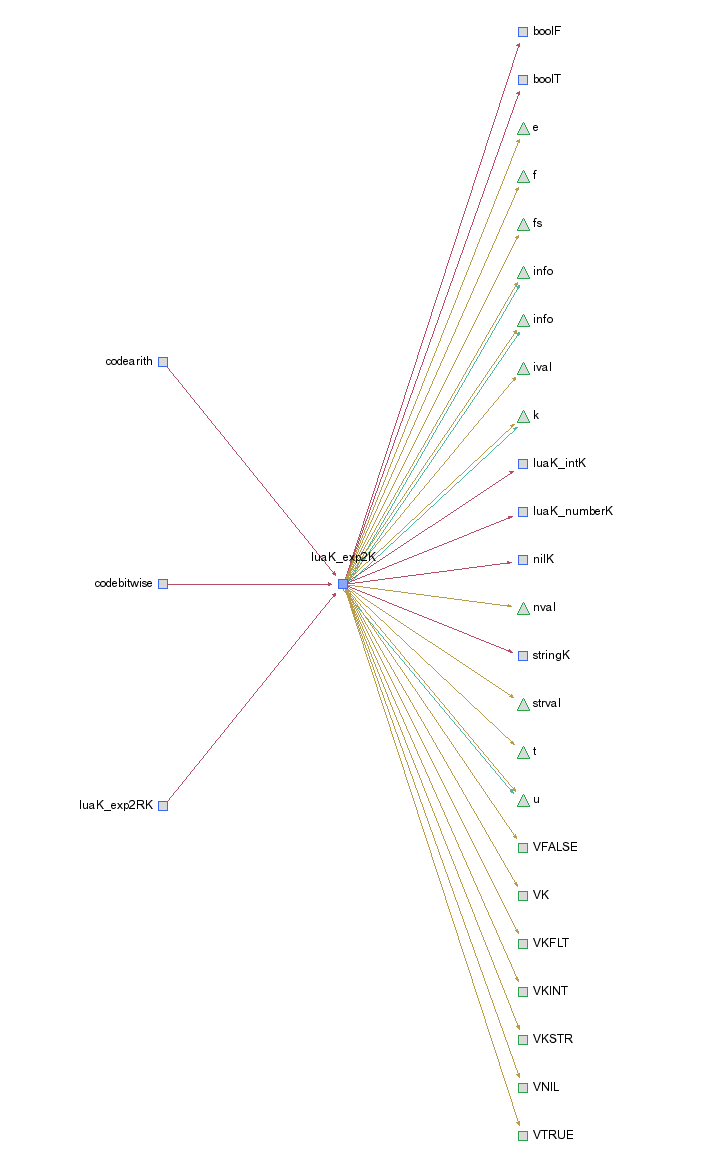 boolF
boolT
e
f
fs
info
info
ival
codearith
k
luaK_intK
luaK_numberK
luaK_exp2K
nilK
codebitwise
nval
stringK
strval
t
u
luaK_exp2RK
VFALSE
VK
VKFLT
VKINT
VKSTR
VNIL
VTRUE